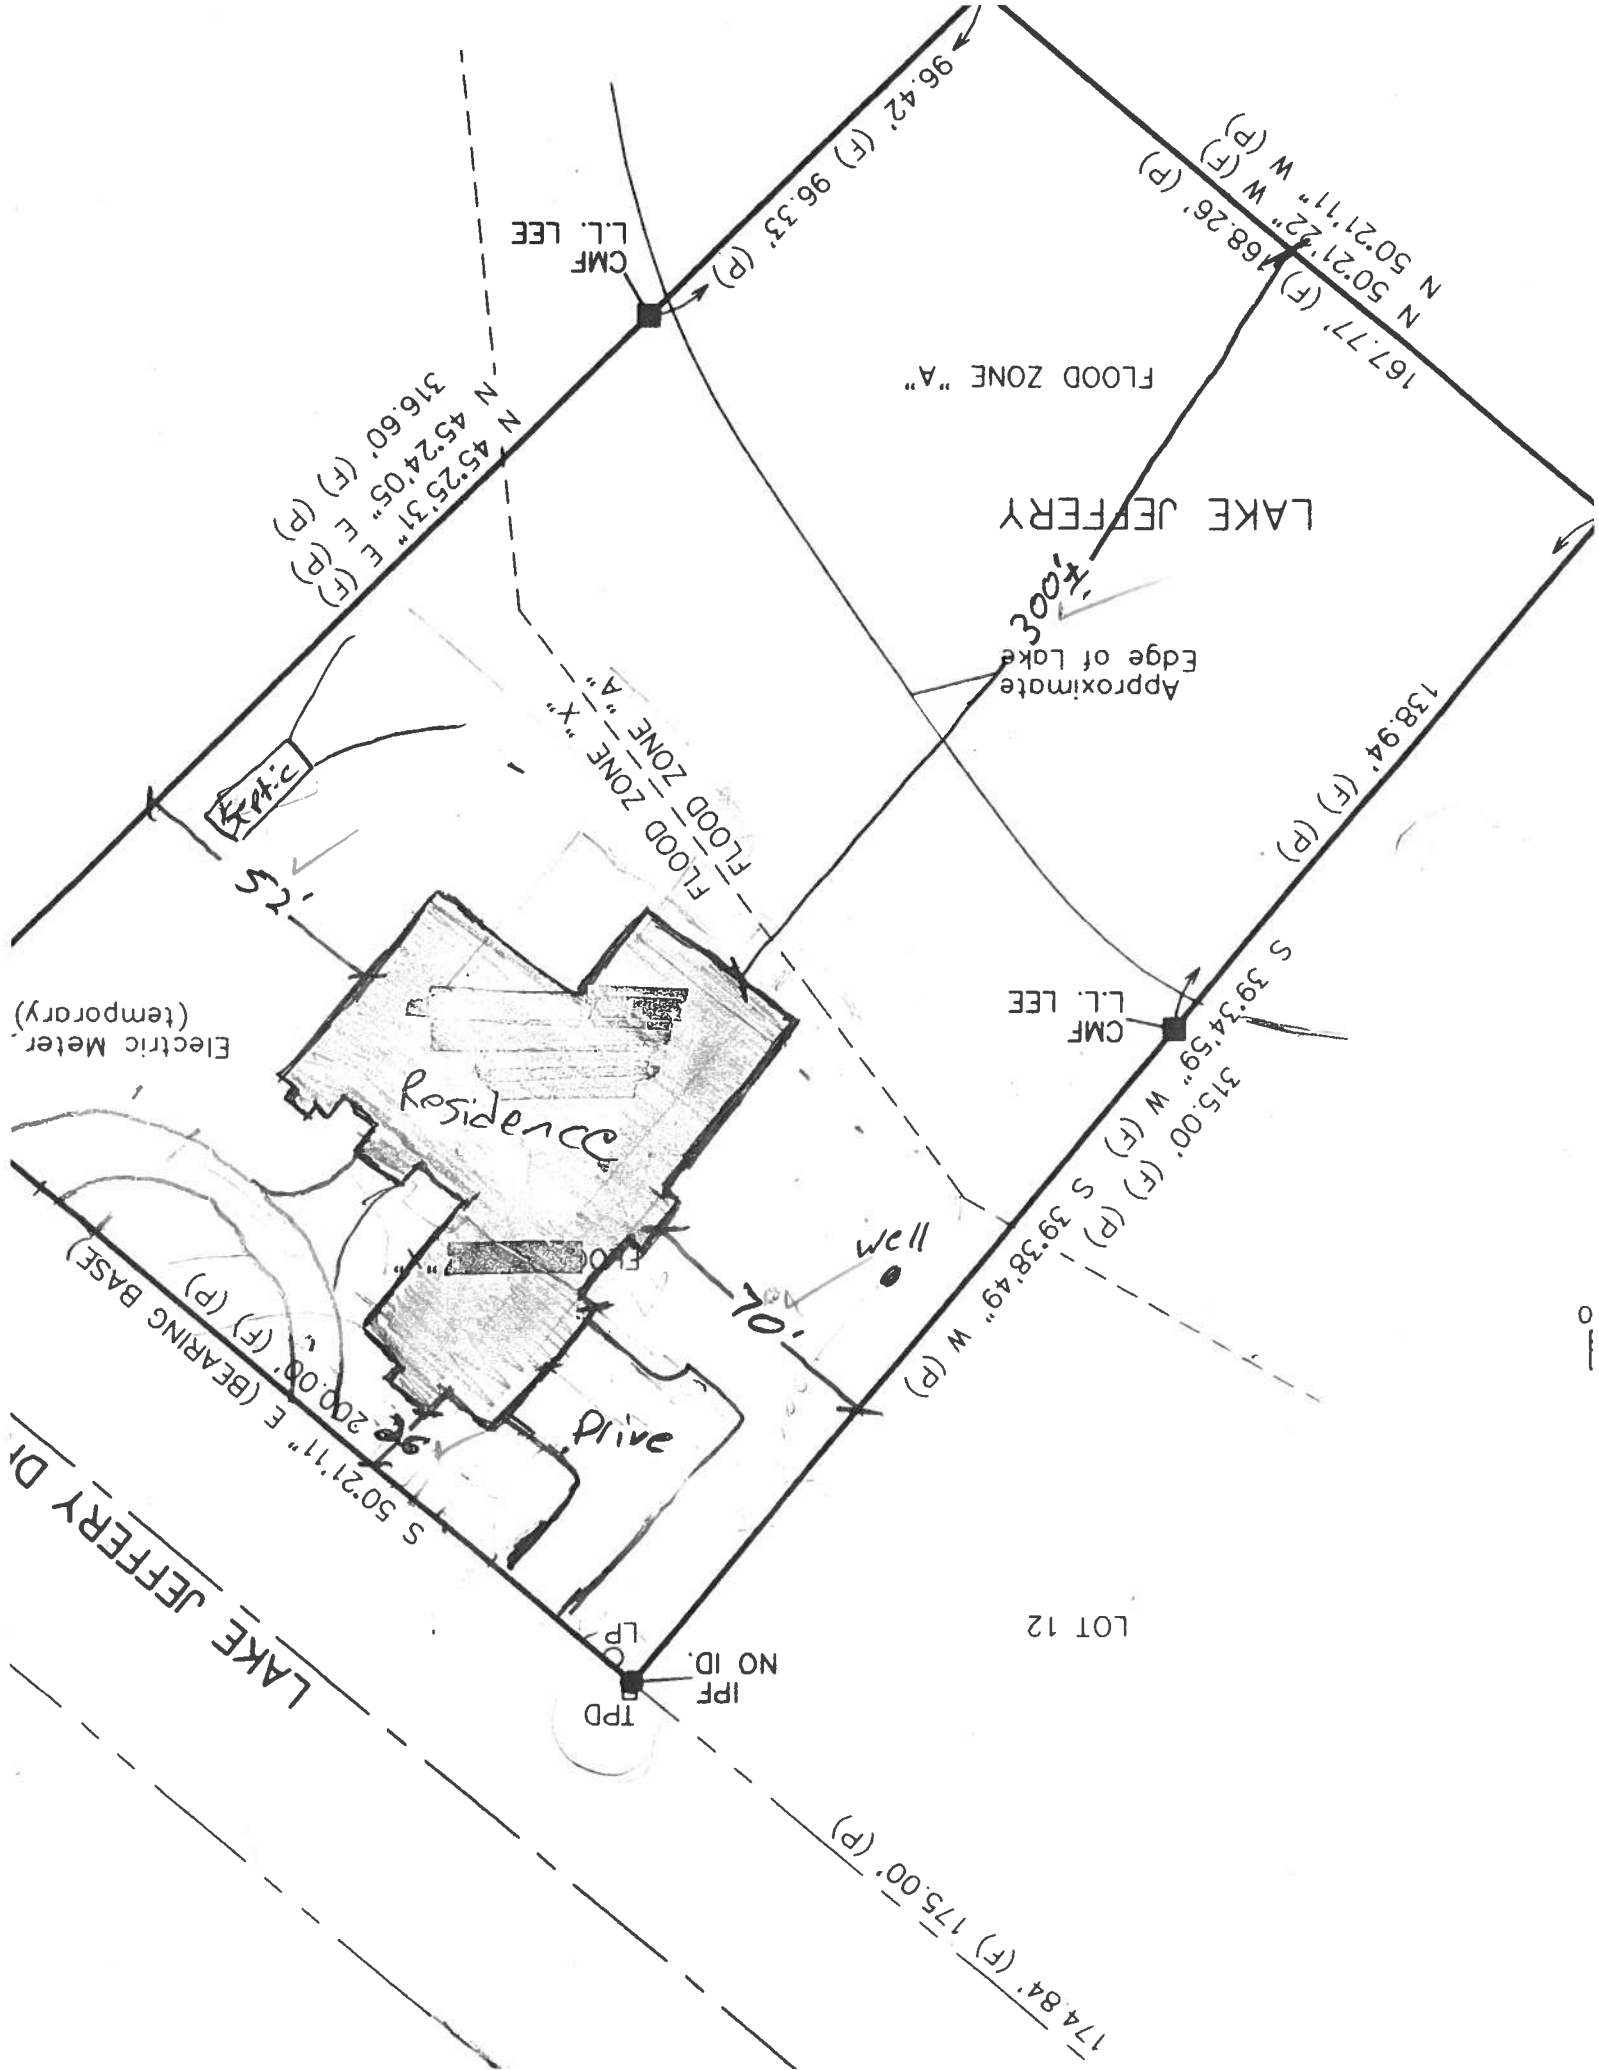 96.42' (F) 96.33' (P)
CMF
L.L. LEE
N 50°21'22" W (F)
N 50°21'11" W (P)
167.77' (F) 168.26' (P)
FLOOD ZONE "A"
N 45°25'31" E (F)
N 45°24'05" E (P)
316.60' (F) (P)
LAKE JEFFERY
300'±
Approximate
Edge of Lake
138.94' (F) (P)
FLOOD ZONE "X"
FLOOD ZONE "A"
Septic
52'
Electric Meter
(temporary)
CMF
L.L. LEE
S 39°34'59" W (F) S 39°38'49" W (P)
315.00' (F) (P)
Residence
well
70'
Drive
26'
S 50°21'11" E (BEARING BASE)
200.00' (F) (P)
LAKE JEFFERY
LOT 12
LP
IPF
NO ID.
TPD
174.84' (F) 175.00' (P)
0